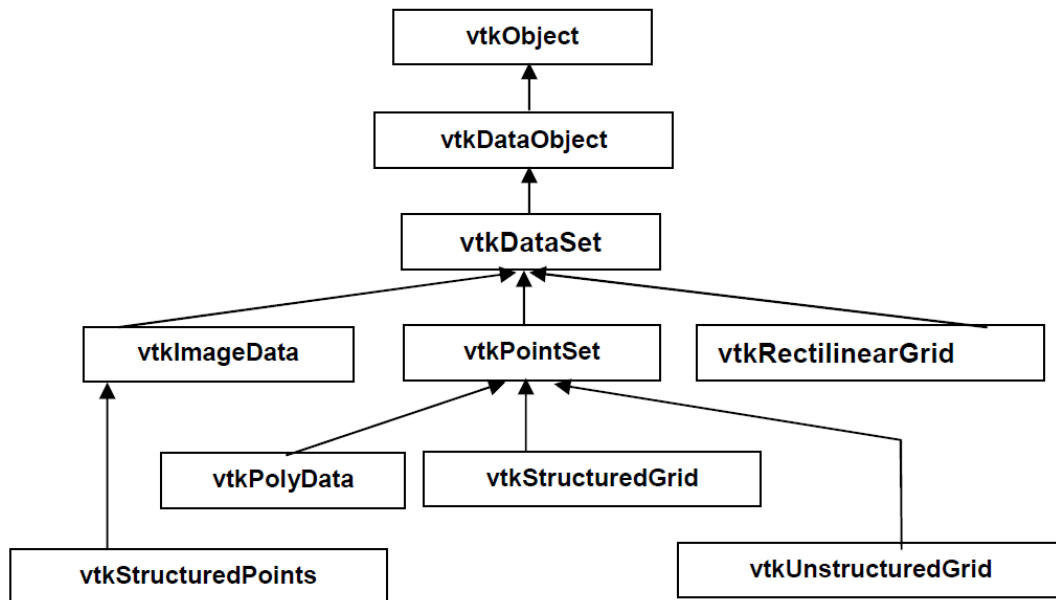 vtkObject
vtkDataObject
vtkDataSet
vtkImageData
vtkPointSet
vtkRectilinearGrid
vtkPolyData
vtkStructuredGrid
vtkStructuredPoints
vtkUnstructuredGrid